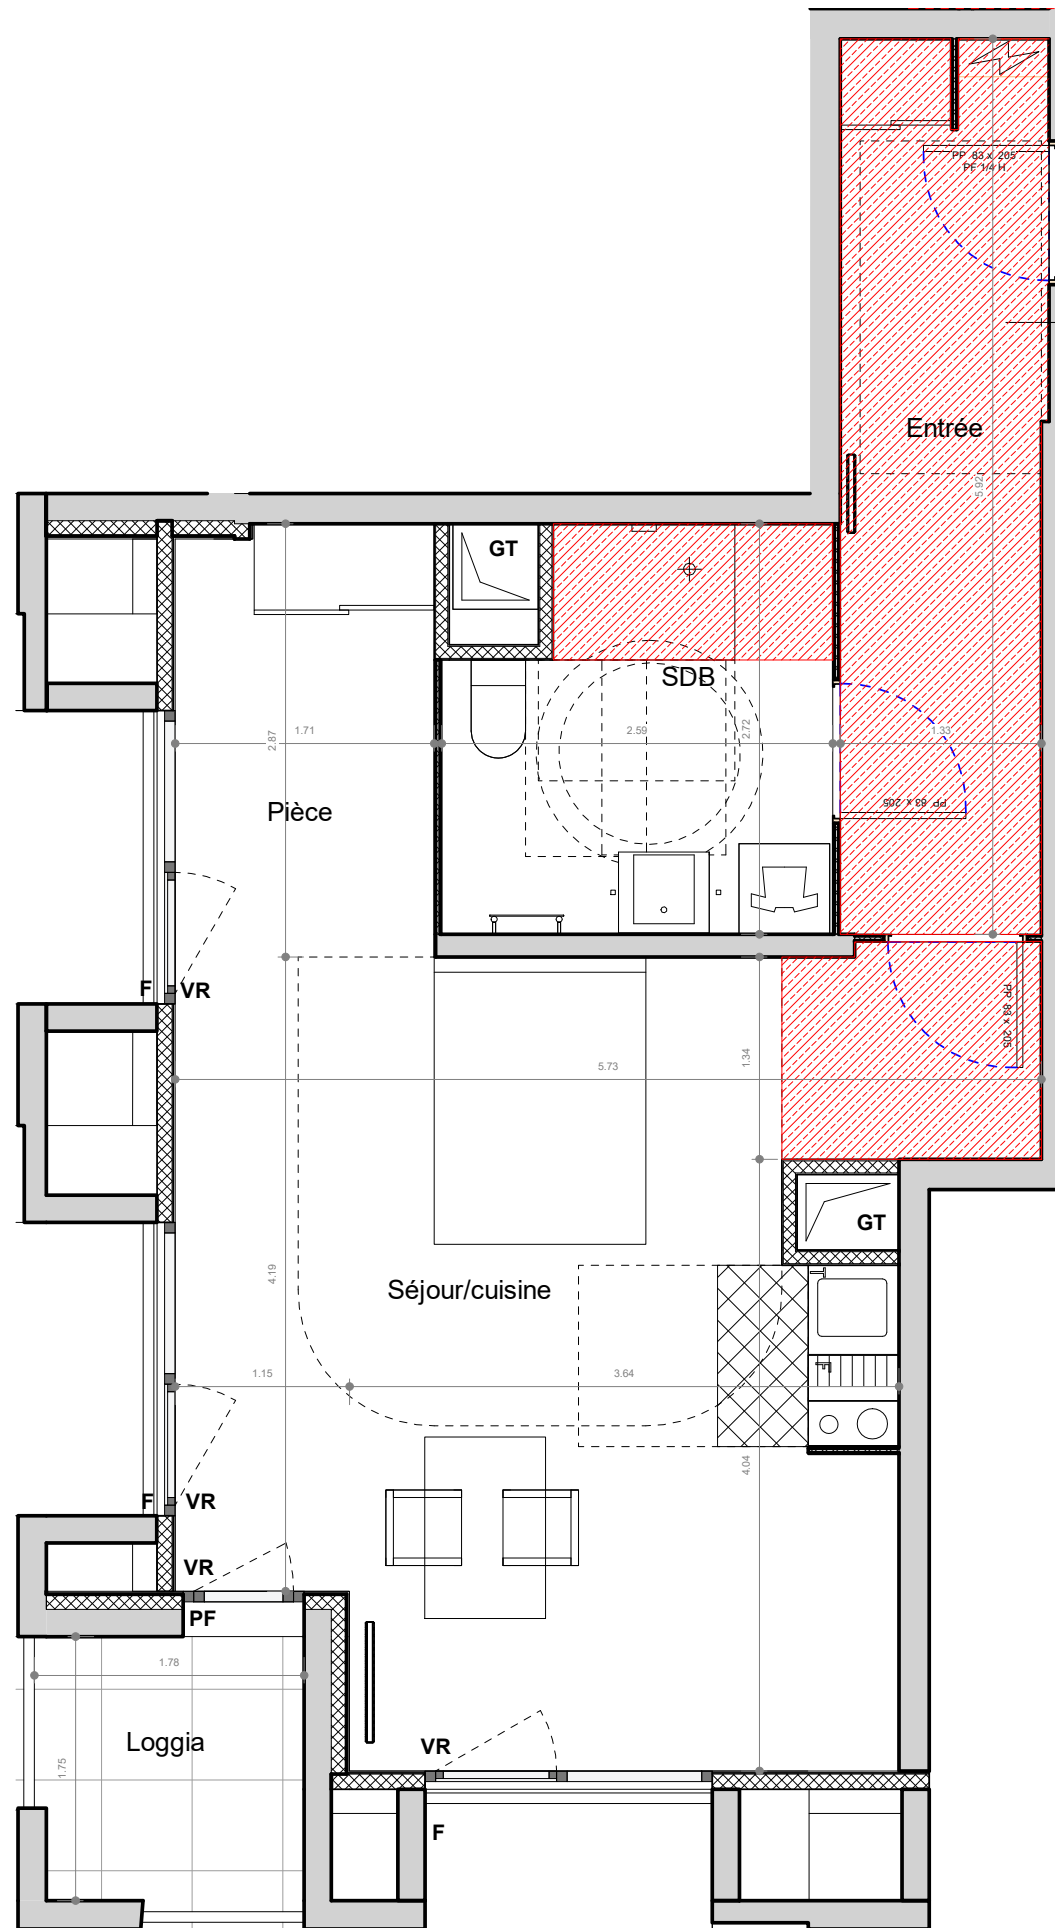 PP 83 x 205
PF 1/4 H
Entrée
5.92
GT
SDB
2.87
1.71
2.59
2.72
1.33
Pièce
PP 83 x 205
F
VR
PP 83 x 205
5.73
1.34
GT
4.19
Séjour/cuisine
1.15
3.64
4.04
F
VR
VR
PF
1.78
Loggia
1.75
VR
F